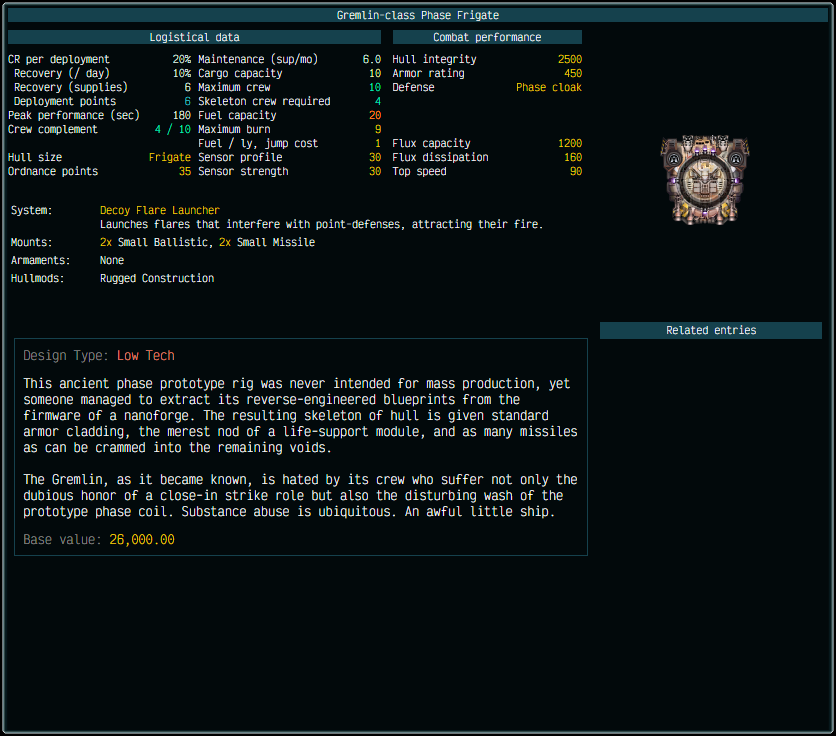 Gremlin-class Phase Frigate
Logistical data
Combat performance
CR per deployment 20% Maintenance (sup/mo) 6.0 Hull integrity 2500
Recovery (/ day) 10% Cargo capacity 10 Armor rating 450
Recovery (supplies) 6 Maximum crew 10 Defense Phase cloak
Deployment points 6 Skeleton crew required 4
Peak performance (sec) 180 Fuel capacity 20
Crew complement 4 / 10 Maximum burn 9
Fuel / ly, jump cost 1 Flux capacity 1200
Hull size Frigate Sensor profile 30 Flux dissipation 160
Ordnance points 35 Sensor strength 30 Top speed 90
System: Decoy Flare Launcher
Launches flares that interfere with point-defenses, attracting their fire.
Mounts: 2x Small Ballistic, 2x Small Missile
Armaments: None
Hullmods: Rugged Construction
Related entries
Design Type: Low Tech
This ancient phase prototype rig was never intended for mass production, yet
someone managed to extract its reverse-engineered blueprints from the
firmware of a nanoforge. The resulting skeleton of hull is given standard
armor cladding, the merest nod of a life-support module, and as many missiles
as can be crammed into the remaining voids.
The Gremlin, as it became known, is hated by its crew who suffer not only the
dubious honor of a close-in strike role but also the disturbing wash of the
prototype phase coil. Substance abuse is ubiquitous. An awful little ship.
Base value: 26,000.00